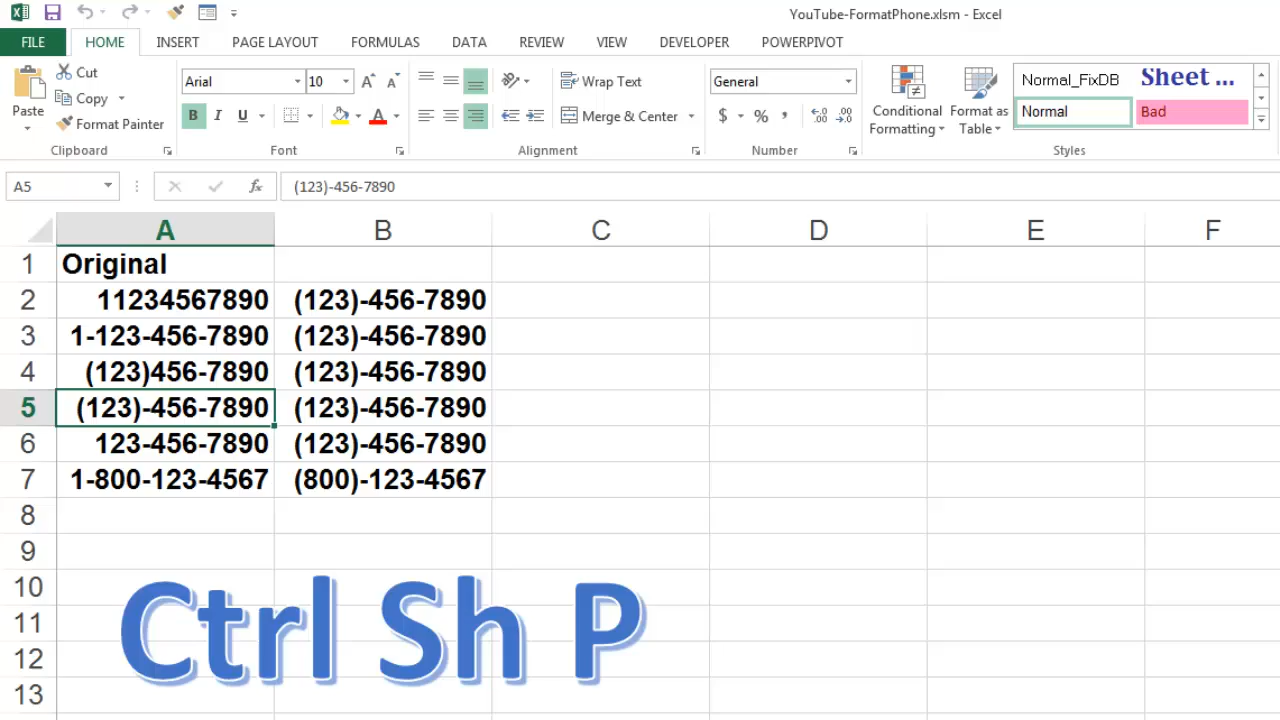 YouTube-FormatPhone.xlsm - Excel
FILE HOME INSERT PAGE LAYOUT FORMULAS DATA REVIEW VIEW DEVELOPER POWERPIVOT
Paste
Cut
Copy
Format Painter
Clipboard
Arial 10
B I U
Font
Wrap Text
Merge & Center
Alignment
General
$ % ,
Number
Conditional Formatting
Format as Table
Normal_FixDB Sheet ...
Normal Bad
Styles
A5 fx (123)-456-7890
A B C D E F
1 Original
2 11234567890 (123)-456-7890
3 1-123-456-7890 (123)-456-7890
4 (123)456-7890 (123)-456-7890
5 (123)-456-7890 (123)-456-7890
6 123-456-7890 (123)-456-7890
7 1-800-123-4567 (800)-123-4567
8
9
10
11
12
13
Ctrl Sh P